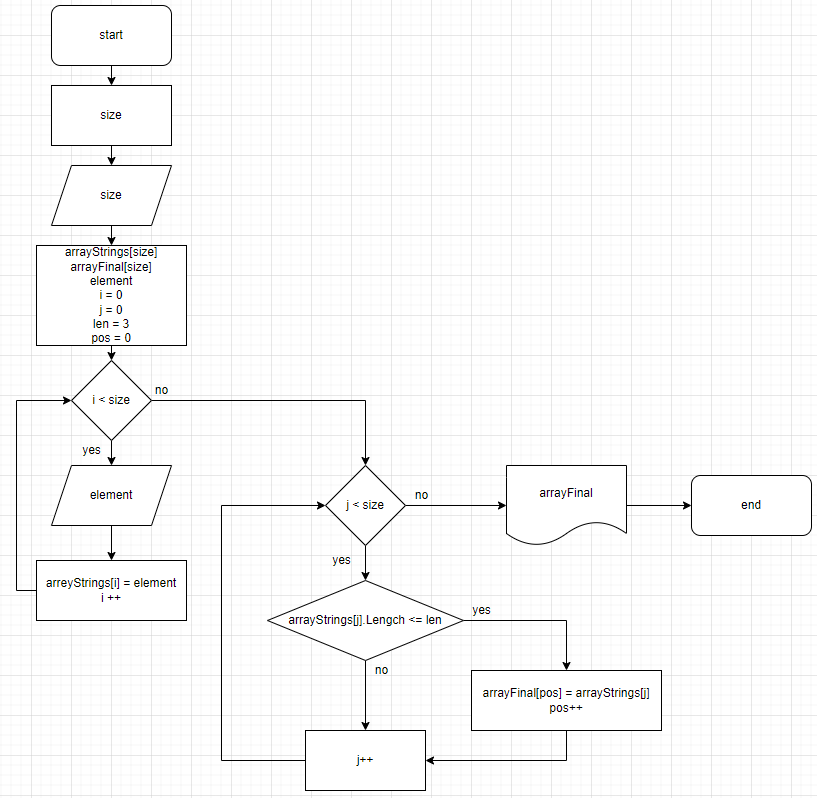 start
size
size
arrayStrings[size]
arrayFinal[size]
element
i = 0
j = 0
len = 3
pos = 0
i < size
no
yes
element
arreyStrings[i] = element
i ++
j < size
no
arrayFinal
end
yes
arrayStrings[j].Lengch <= len
yes
no
arrayFinal[pos] = arrayStrings[j]
pos++
j++